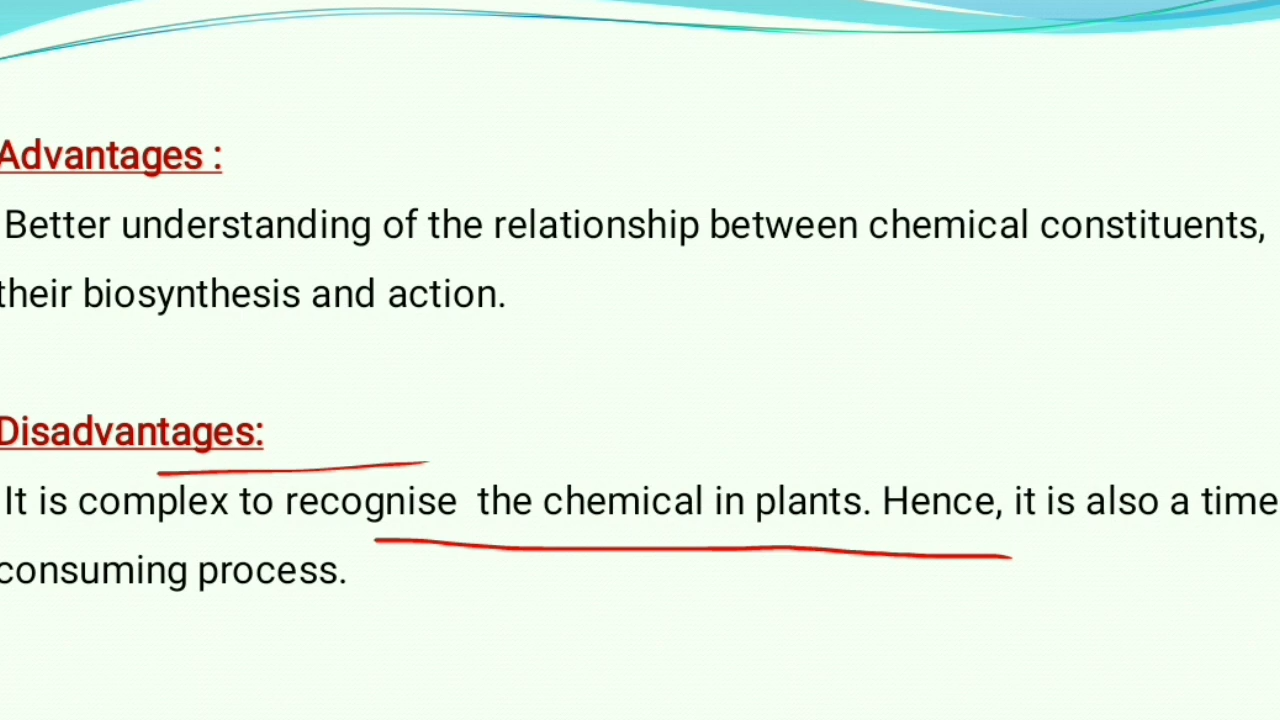 Advantages :
Better understanding of the relationship between chemical constituents,
their biosynthesis and action.
Disadvantages:
It is complex to recognise the chemical in plants. Hence, it is also a time
consuming process.